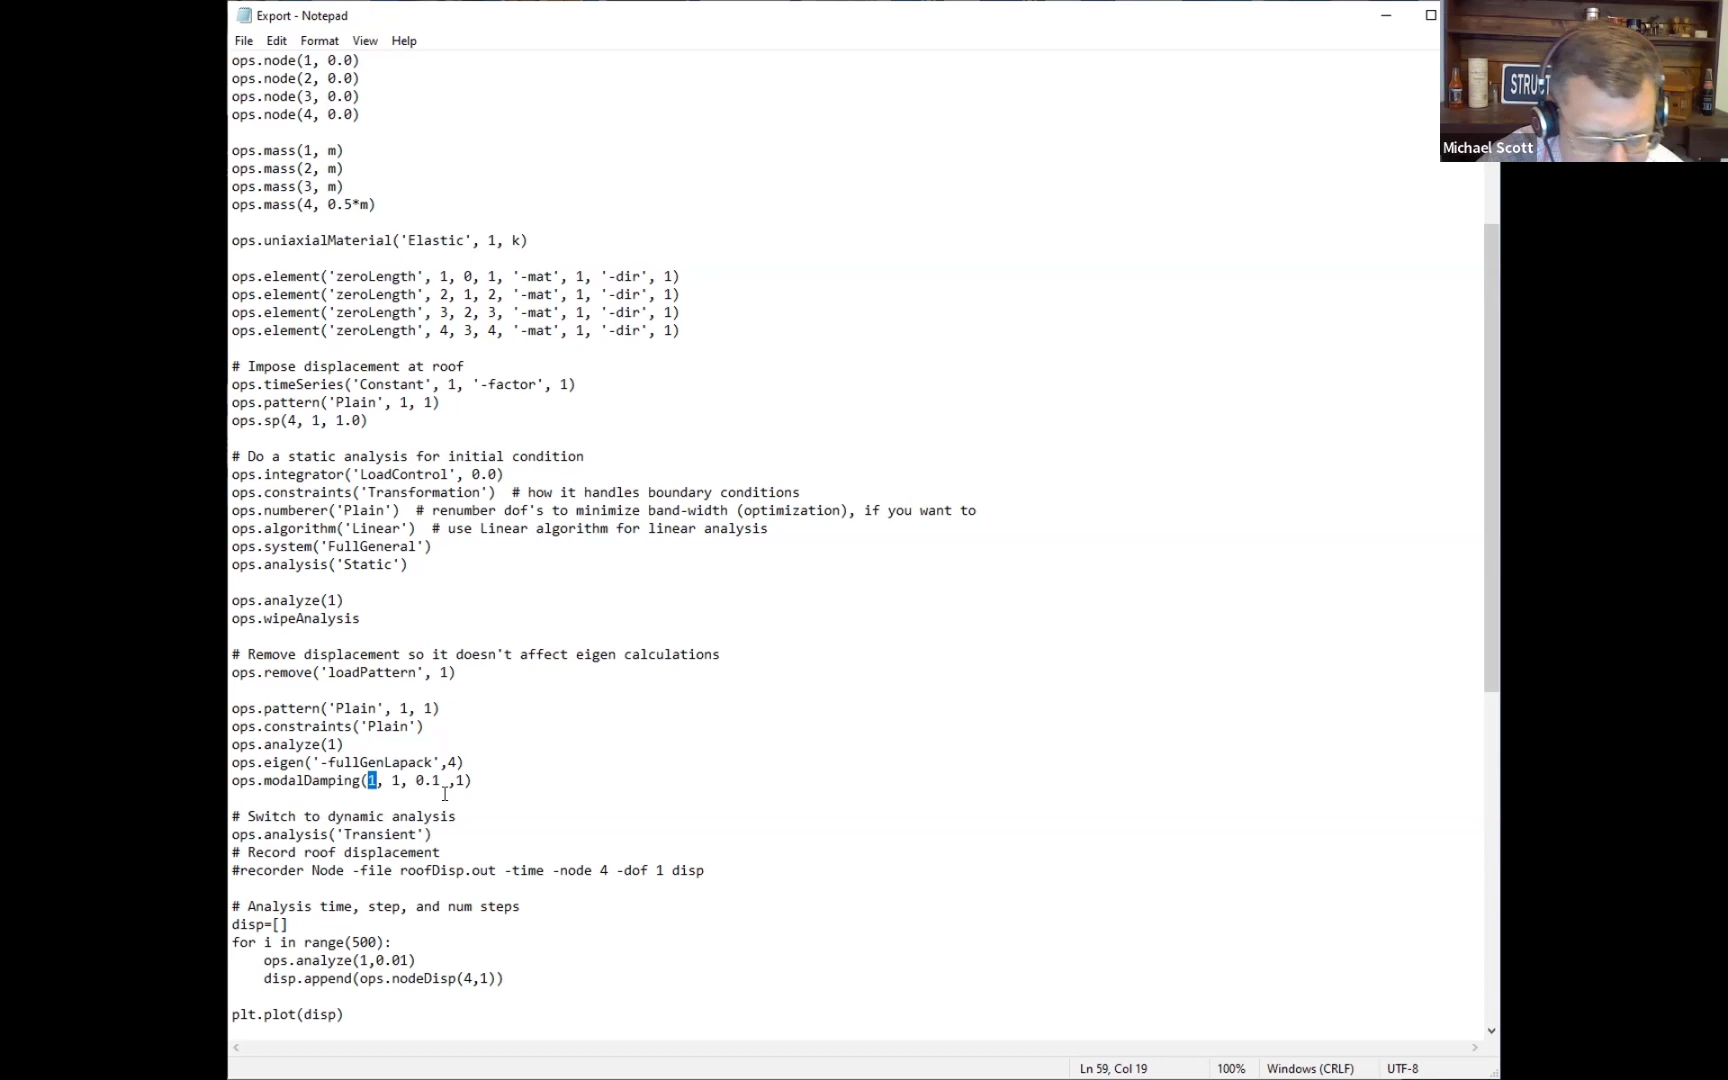 Export - Notepad
File Edit Format View Help
ops.node(1, 0.0)
ops.node(2, 0.0)
ops.node(3, 0.0)
ops.node(4, 0.0)
ops.mass(1, m)
ops.mass(2, m)
ops.mass(3, m)
ops.mass(4, 0.5*m)
ops.uniaxialMaterial('Elastic', 1, k)
ops.element('zeroLength', 1, 0, 1, '-mat', 1, '-dir', 1)
ops.element('zeroLength', 2, 1, 2, '-mat', 1, '-dir', 1)
ops.element('zeroLength', 3, 2, 3, '-mat', 1, '-dir', 1)
ops.element('zeroLength', 4, 3, 4, '-mat', 1, '-dir', 1)
# Impose displacement at roof
ops.timeSeries('Constant', 1, '-factor', 1)
ops.pattern('Plain', 1, 1)
ops.sp(4, 1, 1.0)
# Do a static analysis for initial condition
ops.integrator('LoadControl', 0.0)
ops.constraints('Transformation')  # how it handles boundary conditions
ops.numberer('Plain')  # renumber dof's to minimize band-width (optimization), if you want to
ops.algorithm('Linear')  # use Linear algorithm for linear analysis
ops.system('FullGeneral')
ops.analysis('Static')
ops.analyze(1)
ops.wipeAnalysis
# Remove displacement so it doesn't affect eigen calculations
ops.remove('loadPattern', 1)
ops.pattern('Plain', 1, 1)
ops.constraints('Plain')
ops.analyze(1)
ops.eigen('-fullGenLapack',4)
ops.modalDamping(1, 1, 0.1 ,1)
# Switch to dynamic analysis
ops.analysis('Transient')
# Record roof displacement
#recorder Node -file roofDisp.out -time -node 4 -dof 1 disp
# Analysis time, step, and num steps
disp=[]
for i in range(500):
    ops.analyze(1,0.01)
    disp.append(ops.nodeDisp(4,1))
plt.plot(disp)
Ln 59, Col 19 100% Windows (CRLF) UTF-8
STRUCT
Michael Scott